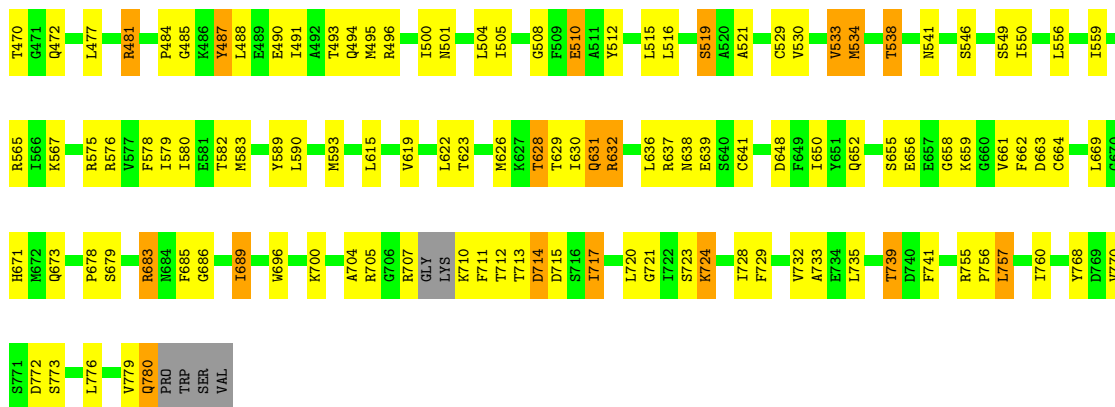 T470 G471 Q472 L477 R481 P484 G485 K486 Y487 L488 E489 E490 I491 A492 T493 Q494 M495 R496 I500 N501 L504 I505 G508 F509 E510 A511 Y512 L515 L516 S519 A520 A521 C529 V530 V533 M534 T538 N541 S546 S549 I550 L556 I559
R565 I566 K567 R575 R576 V577 F578 I579 I580 E581 T582 M583 Y589 L590 M593 L615 V619 L622 T623 M626 K627 T628 T629 I630 Q631 R632 L636 R637 N638 E639 S640 C641 D648 F649 I650 Y651 Q652 S655 E656 E657 G658 K659 G660 V661 F662 D663 C664 L669 G670
H671 M672 Q673 P678 S679 R683 N684 F685 G686 I689 W696 K700 A704 R705 G706 R707 GLY LYS K710 F711 T712 T713 D714 D715 S716 I717 L720 G721 I722 S723 K724 I728 F729 V732 A733 E734 L735 T739 D740 F741 R755 P756 L757 I760 Y768 D769 W770
S771 D772 S773 L776 V779 Q780 PRO TRP SER VAL